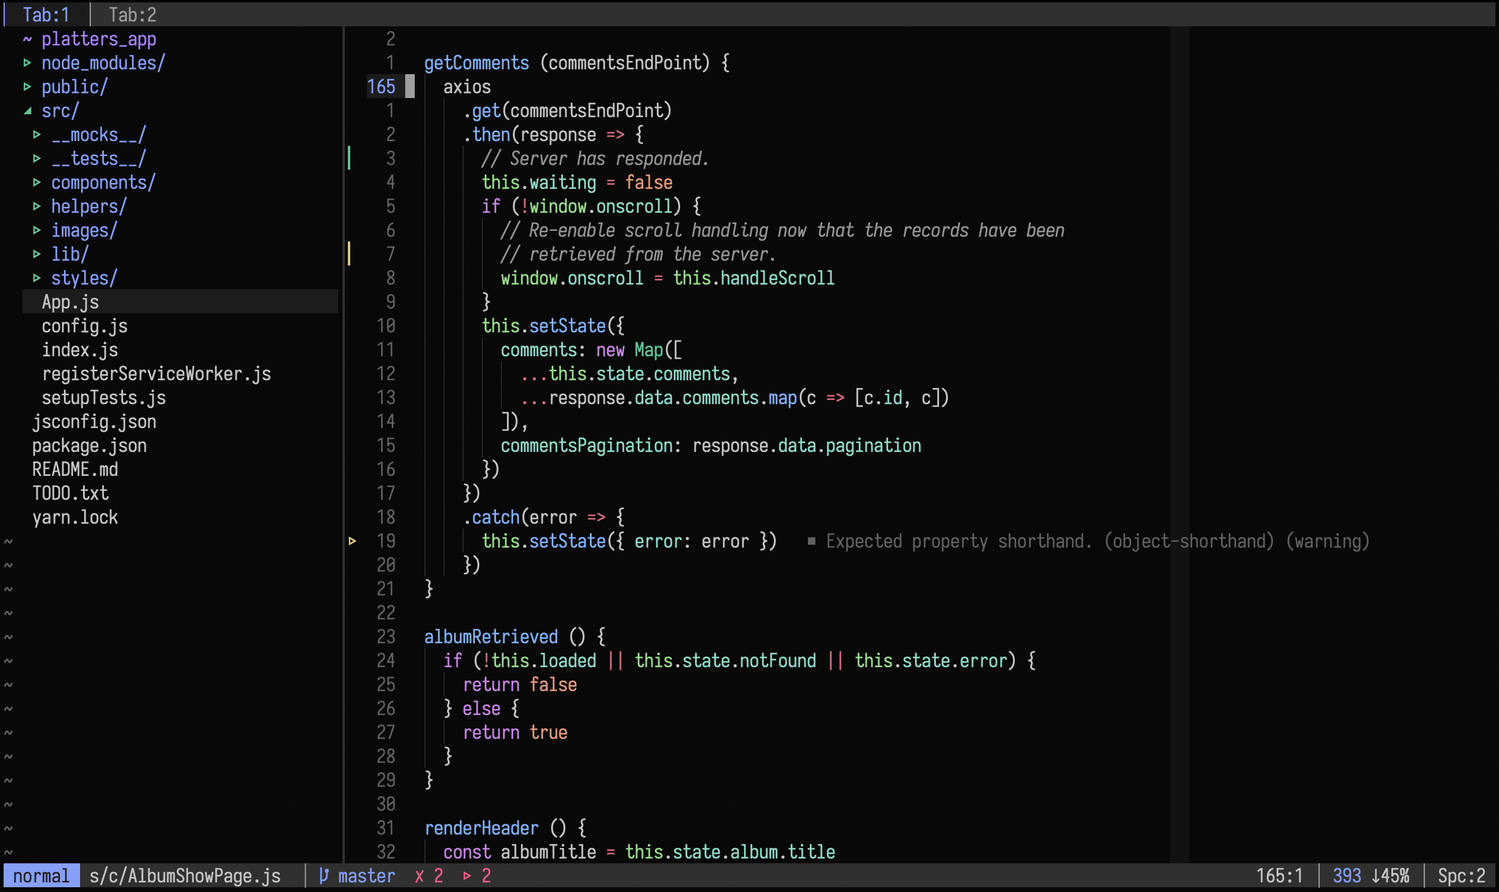 Tab:1 Tab:2
~ platters_app
▹ node_modules/
▹ public/
◢ src/
▹ __mocks__/
▹ __tests__/
▹ components/
▹ helpers/
▹ images/
▹ lib/
▹ styles/
App.js
config.js
index.js
registerServiceWorker.js
setupTests.js
jsconfig.json
package.json
README.md
TODO.txt
yarn.lock
~
~
~
~
~
~
~
~
~
~
~
~
~
~
2
1 getComments (commentsEndPoint) {
165 axios
1 .get(commentsEndPoint)
2 .then(response => {
3 // Server has responded.
4 this.waiting = false
5 if (!window.onscroll) {
6 // Re-enable scroll handling now that the records have been
7 // retrieved from the server.
8 window.onscroll = this.handleScroll
9 }
10 this.setState({
11 comments: new Map([
12 ...this.state.comments,
13 ...response.data.comments.map(c => [c.id, c])
14 ]),
15 commentsPagination: response.data.pagination
16 })
17 })
18 .catch(error => {
▹ 19 this.setState({ error: error }) ■ Expected property shorthand. (object-shorthand) (warning)
20 })
21 }
22
23 albumRetrieved () {
24 if (!this.loaded || this.state.notFound || this.state.error) {
25 return false
26 } else {
27 return true
28 }
29 }
30
31 renderHeader () {
32 const albumTitle = this.state.album.title
normal s/c/AlbumShowPage.js master ✗ 2 ▹ 2 165:1 393 ↓45% Spc:2